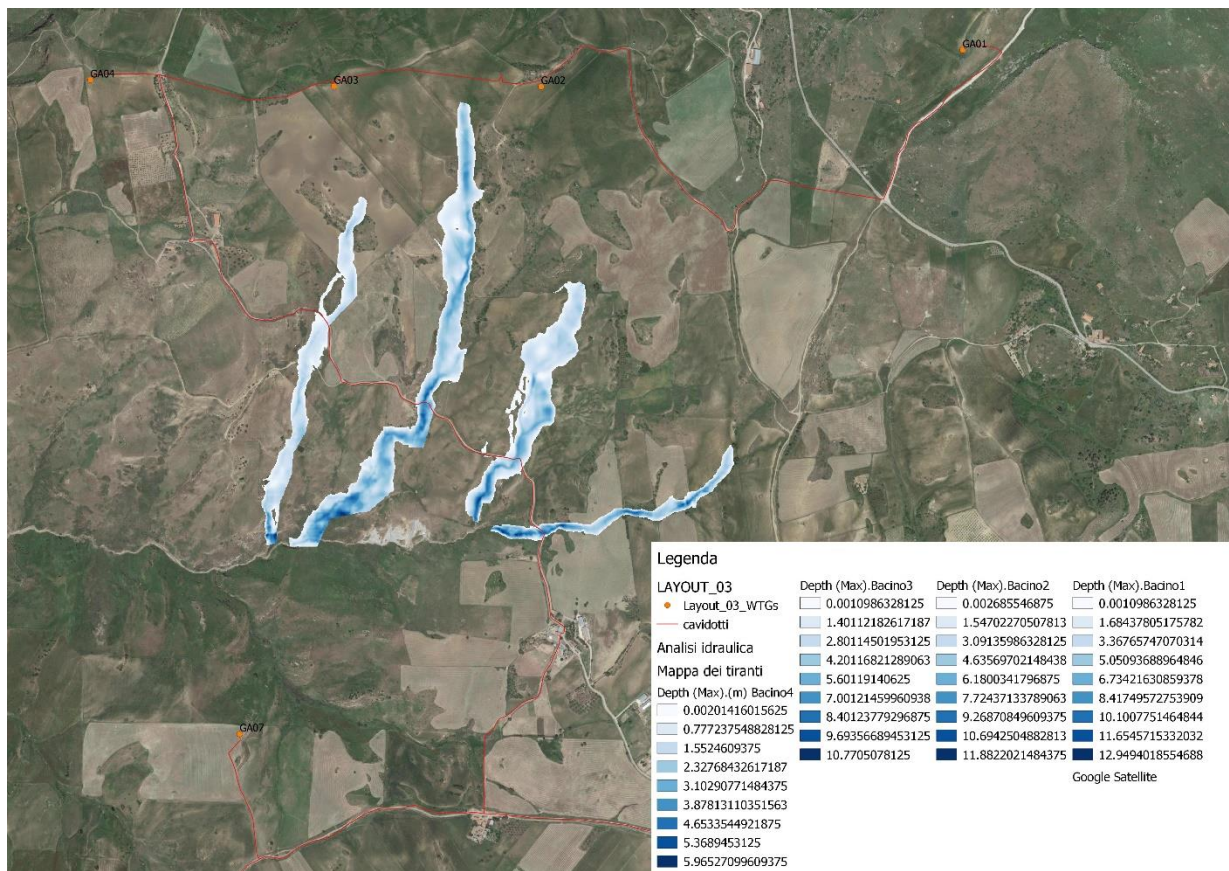 GA01
GA04
GA03
GA02
GA07
Legenda
LAYOUT_03
Layout_03_WTGs
cavidotti
Analisi idraulica
Mappa dei tiranti
Depth (Max).(m) Bacino4
0.00201416015625
0.777237548828125
1.5524609375
2.32768432617187
3.10290771484375
3.87813110351563
4.6533544921875
5.3689453125
5.96527099609375
Depth (Max).Bacino3
0.0010986328125
1.40112182617187
2.80114501953125
4.20116821289063
5.60119140625
7.00121459960938
8.40123779296875
9.69356689453125
10.7705078125
Depth (Max).Bacino2
0.002685546875
1.54702270507813
3.09135986328125
4.63569702148438
6.1800341796875
7.72437133789063
9.26870849609375
10.6942504882813
11.8822021484375
Depth (Max).Bacino1
0.0010986328125
1.68437805175782
3.36765747070314
5.05093688964846
6.73421630859378
8.41749572753909
10.1007751464844
11.6545715332032
12.9494018554688
Google Satellite